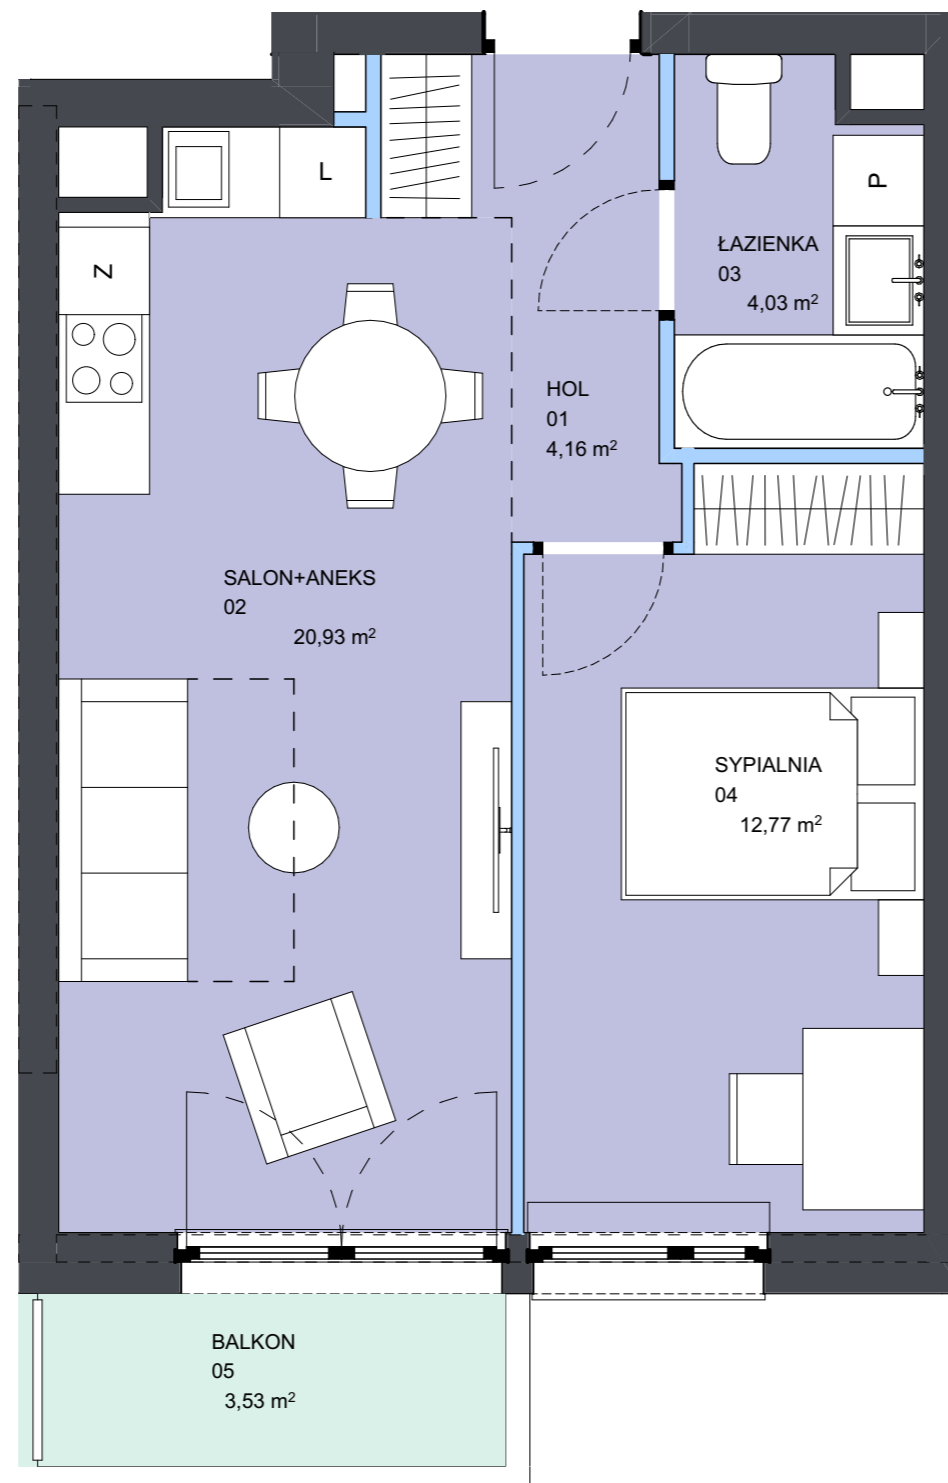 L
P
Z
ŁAZIENKA
03
4,03 m²
HOL
01
4,16 m²
SALON+ANEKS
02
20,93 m²
SYPIALNIA
04
12,77 m²
BALKON
05
3,53 m²